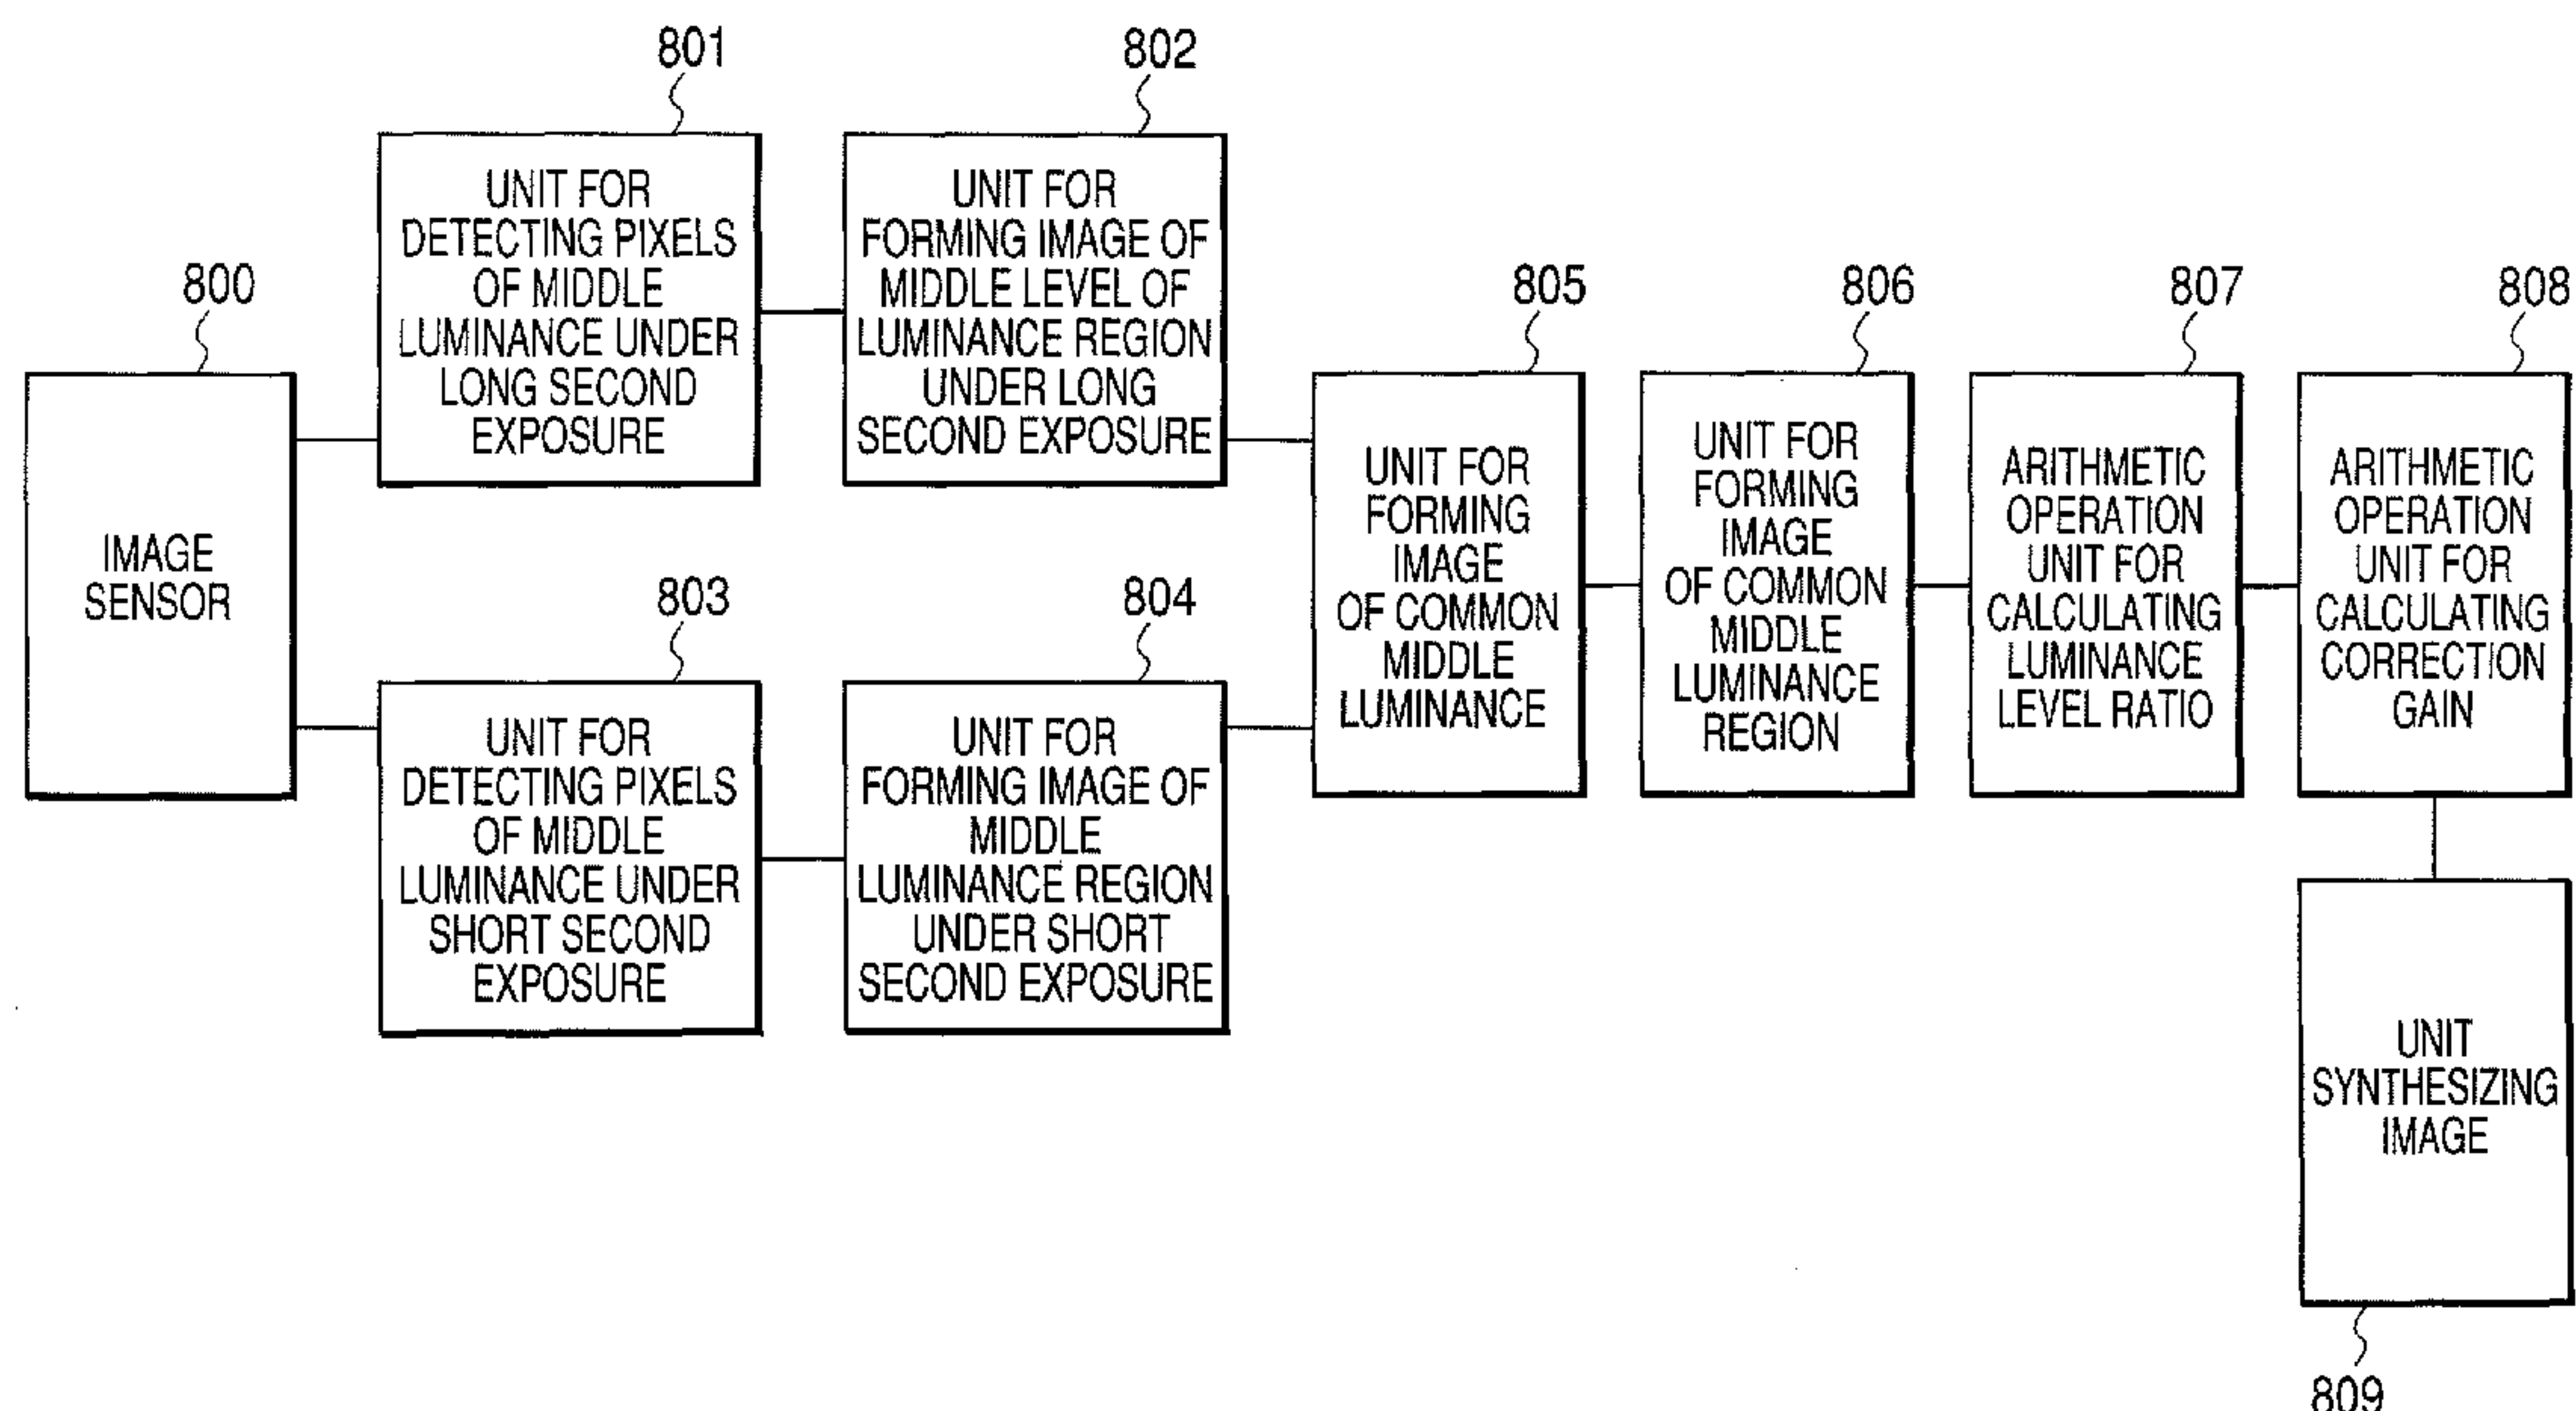 801
802
UNIT FOR
DETECTING PIXELS
OF MIDDLE
LUMINANCE UNDER
LONG SECOND
EXPOSURE
UNIT FOR
FORMING IMAGE OF
MIDDLE LEVEL OF
LUMINANCE REGION
UNDER LONG
SECOND EXPOSURE
800
IMAGE
SENSOR
803
804
UNIT FOR
DETECTING PIXELS
OF MIDDLE
LUMINANCE UNDER
SHORT SECOND
EXPOSURE
UNIT FOR
FORMING IMAGE OF
MIDDLE
LUMINANCE REGION
UNDER SHORT
SECOND EXPOSURE
805
UNIT FOR
FORMING
IMAGE
OF COMMON
MIDDLE
LUMINANCE
806
UNIT FOR
FORMING
IMAGE
OF COMMON
MIDDLE
LUMINANCE
REGION
807
ARITHMETIC
OPERATION
UNIT FOR
CALCULATING
LUMINANCE
LEVEL RATIO
808
ARITHMETIC
OPERATION
UNIT FOR
CALCULATING
CORRECTION
GAIN
UNIT
SYNTHESIZING
IMAGE
809